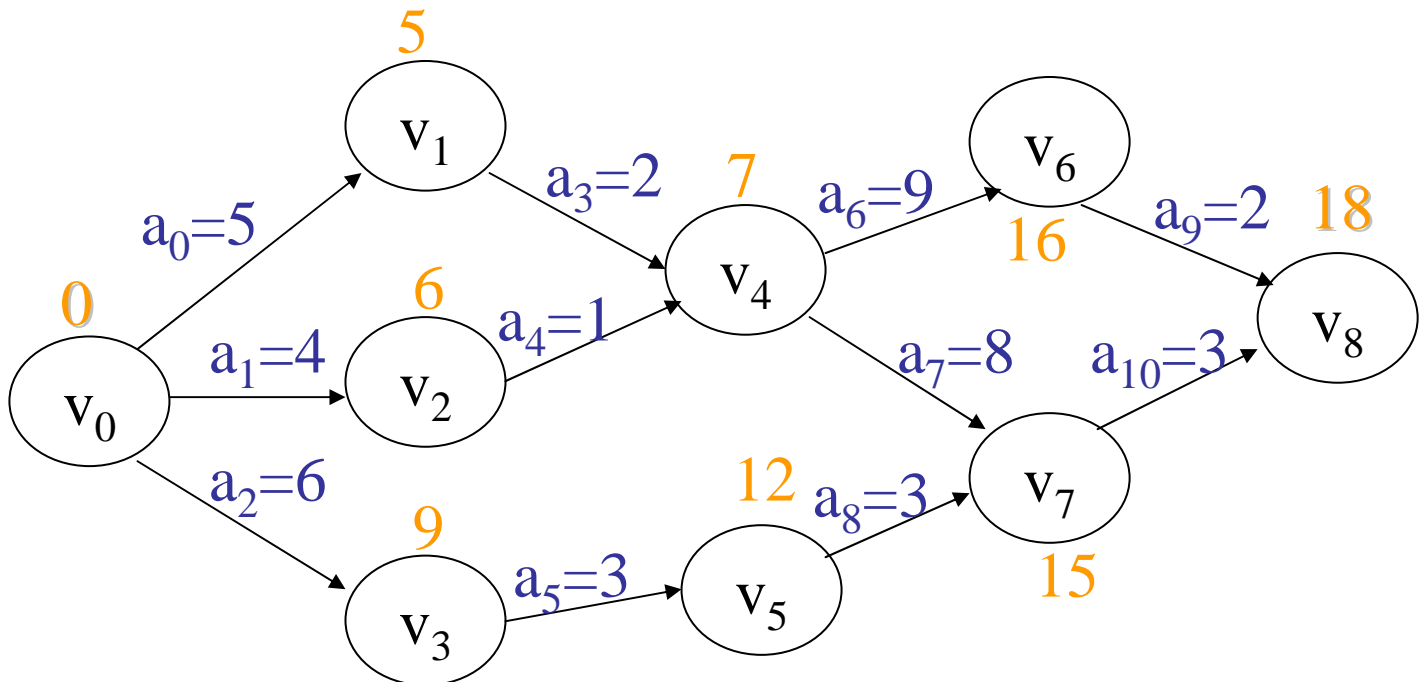 5
v₁
v₆
a₃=2
7
a₆=9
a₉=2
18
a₀=5
16
v₄
0
6
a₄=1
v₈
a₁=4
v₂
a₇=8
a₁₀=3
v₀
a₂=6
12
a₈=3
v₇
9
a₅=3
15
v₅
v₃